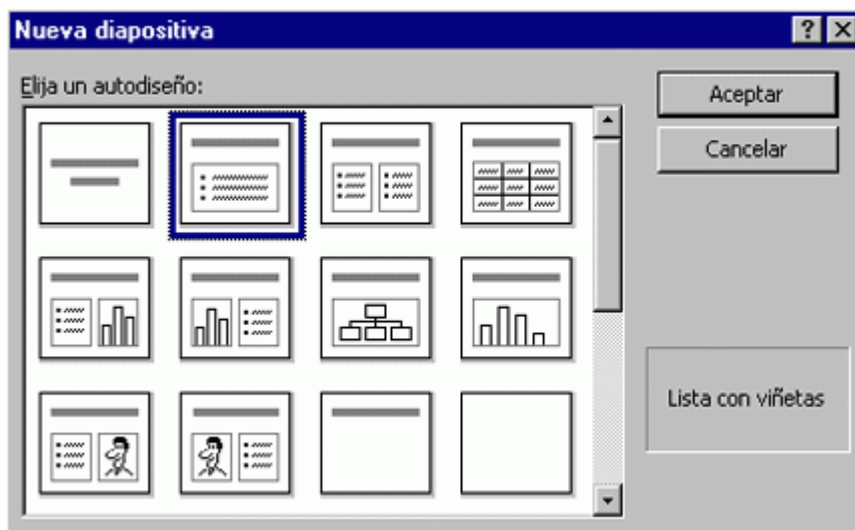 Nueva diapositiva
Elija un autodiseño:
Aceptar
Cancelar
Lista con viñetas